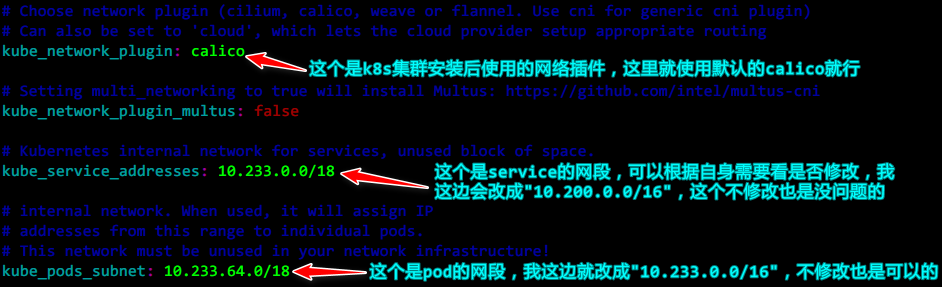 # Choose network plugin (cilium, calico, weave or flannel. Use cni for generic cni plugin)
# Can also be set to 'cloud', which lets the cloud provider setup appropriate routing
kube_network_plugin: calico
这个是k8s集群安装后使用的网络插件，这里就使用默认的calico就行
# Setting multi_networking to true will install Multus: https://github.com/intel/multus-cni
kube_network_plugin_multus: false
# Kubernetes internal network for services, unused block of space.
kube_service_addresses: 10.233.0.0/18
这个是service的网段，可以根据自身需要看是否修改，我
这边会改成"10.200.0.0/16"，这个不修改也是没问题的
# internal network. When used, it will assign IP
# addresses from this range to individual pods.
# This network must be unused in your network infrastructure!
kube_pods_subnet: 10.233.64.0/18
这个是pod的网段，我这边就改成"10.233.0.0/16"，不修改也是可以的